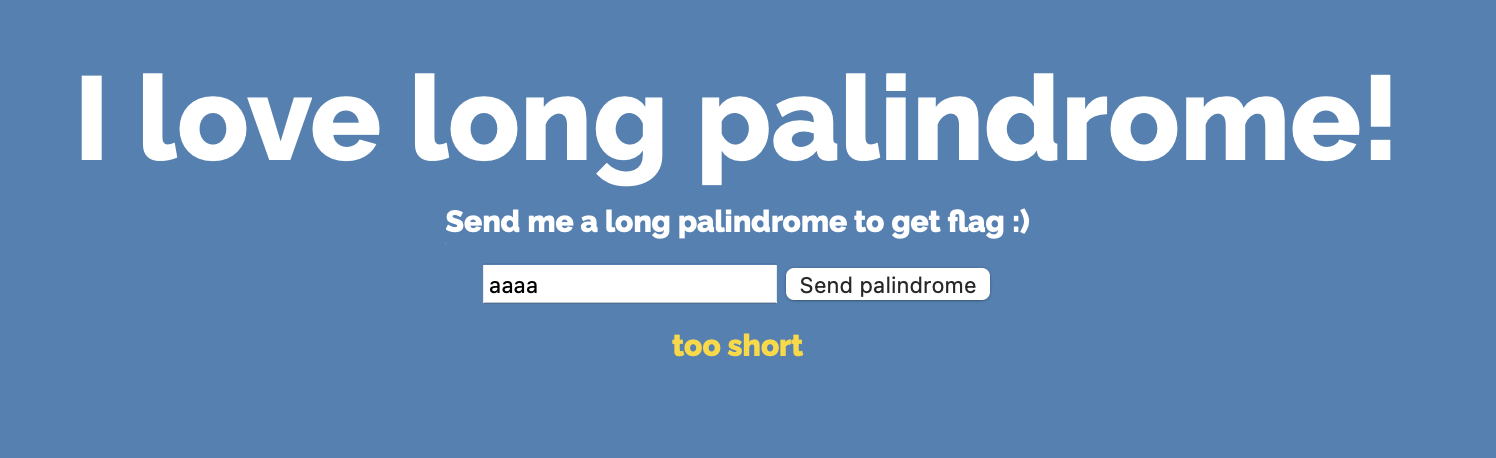 I love long palindrome!
Send me a long palindrome to get flag :)
aaaa Send palindrome
too short